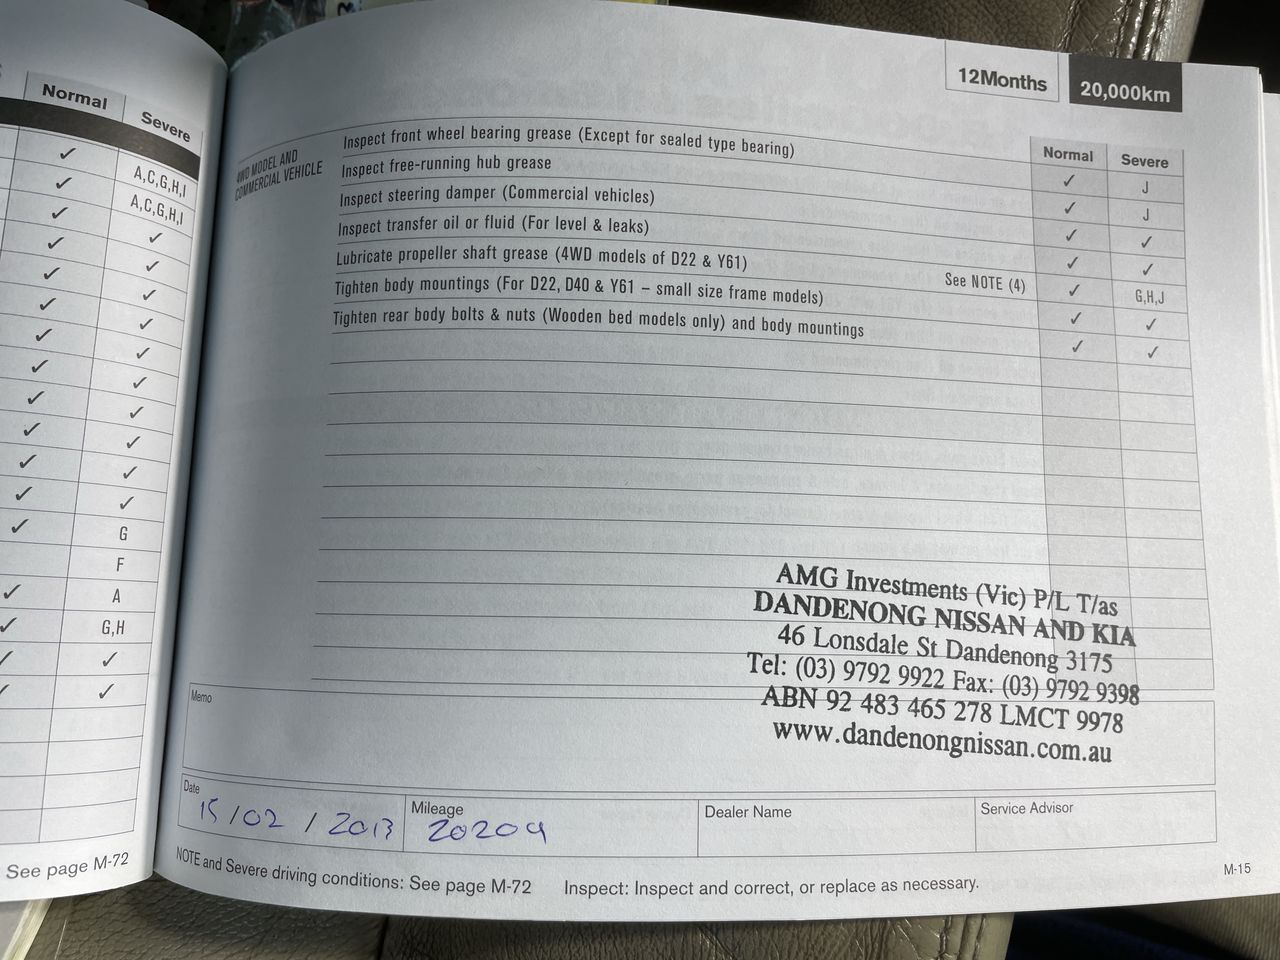 Normal Severe
✓ A,C,G,H,I
✓ A,C,G,H,I
✓ ✓
✓ ✓
✓ ✓
✓ ✓
✓ ✓
✓ ✓
✓ ✓
✓ ✓
✓ ✓
✓ ✓
✓ G
F
✓ A
✓ G,H
✓ ✓
✓ ✓
See page M-72
12Months 20,000km
Normal Severe
4WD MODEL AND
COMMERCIAL VEHICLE
Inspect front wheel bearing grease (Except for sealed type bearing) ✓ J
Inspect free-running hub grease ✓ J
Inspect steering damper (Commercial vehicles) ✓ ✓
Inspect transfer oil or fluid (For level & leaks) ✓ ✓
Lubricate propeller shaft grease (4WD models of D22 & Y61) See NOTE (4) ✓ G,H,J
Tighten body mountings (For D22, D40 & Y61 – small size frame models) ✓ ✓
Tighten rear body bolts & nuts (Wooden bed models only) and body mountings ✓ ✓
AMG Investments (Vic) P/L T/as
DANDENONG NISSAN AND KIA
46 Lonsdale St Dandenong 3175
Tel: (03) 9792 9922 Fax: (03) 9792 9398
ABN 92 483 465 278 LMCT 9978
www.dandenongnissan.com.au
Memo
Date Mileage Dealer Name Service Advisor
15/02/2013 20209
NOTE and Severe driving conditions: See page M-72 Inspect: Inspect and correct, or replace as necessary.
M-15